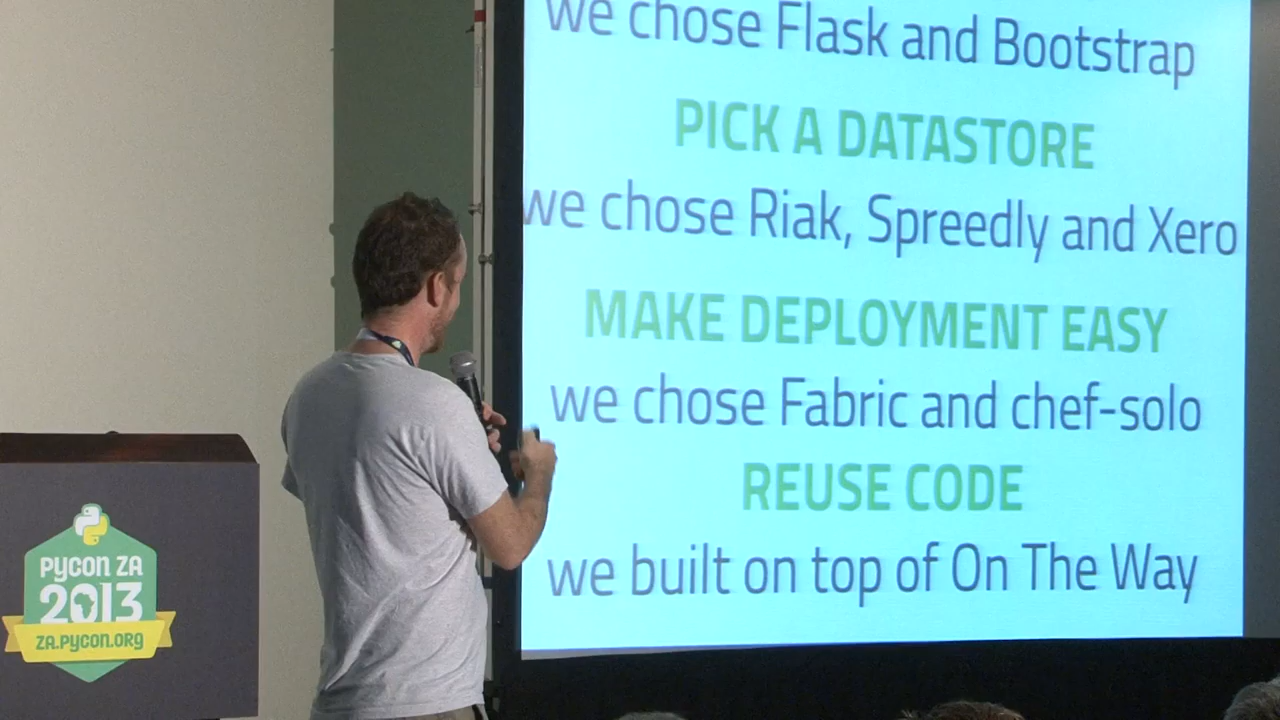 we chose Flask and Bootstrap
PICK A DATASTORE
we chose Riak, Spreedly and Xero
MAKE DEPLOYMENT EASY
we chose Fabric and chef-solo
REUSE CODE
we built on top of On The Way
PYCON ZA
2013
ZA.PYCON.ORG